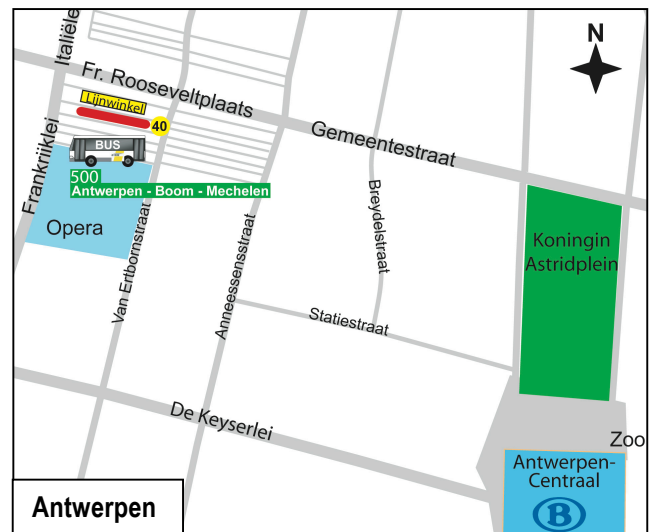 Italiëlei
N
Fr. Rooseveltplaats
Lijnwinkel
40
Gemeentestraat
BUS
Frankrijklei
500
Antwerpen - Boom - Mechelen
Breydelstraat
Opera
Koningin
Astridplein
Van Ertbornstraat
Anneessensstraat
Statiestraat
De Keyserlei
Zoo
Antwerpen-
Centraal
B
Antwerpen